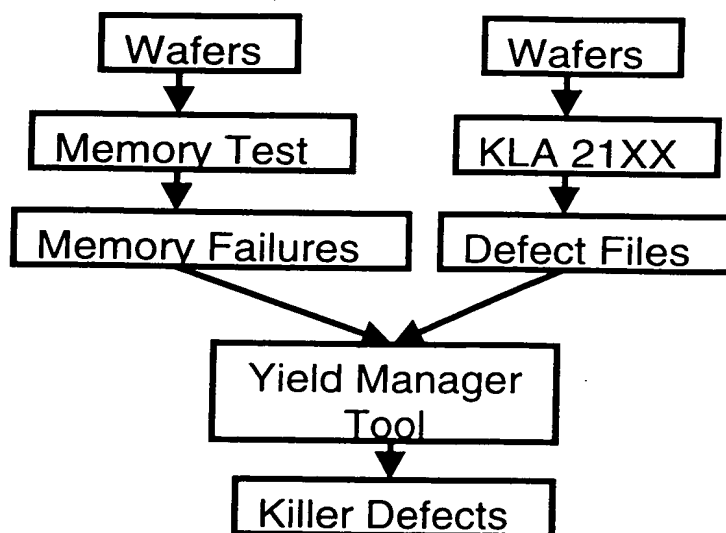 Wafers
Wafers
Memory Test
KLA 21XX
Memory Failures
Defect Files
Yield Manager
Tool
Killer Defects